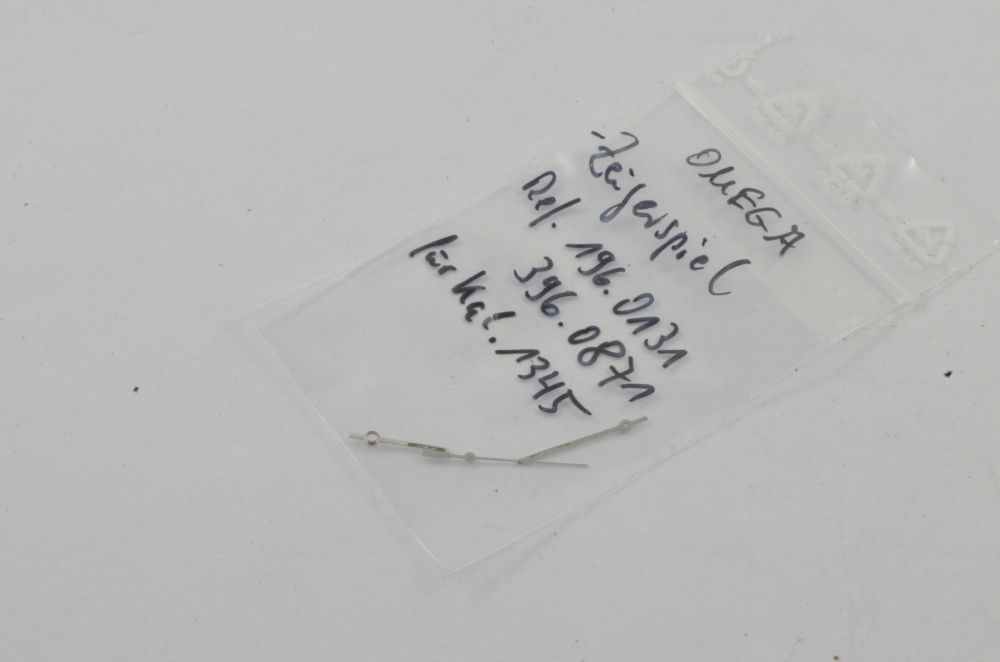 OMEGA
-Zeigerspiel
Ref. 196.0131
396.0871
für Kal. 1345